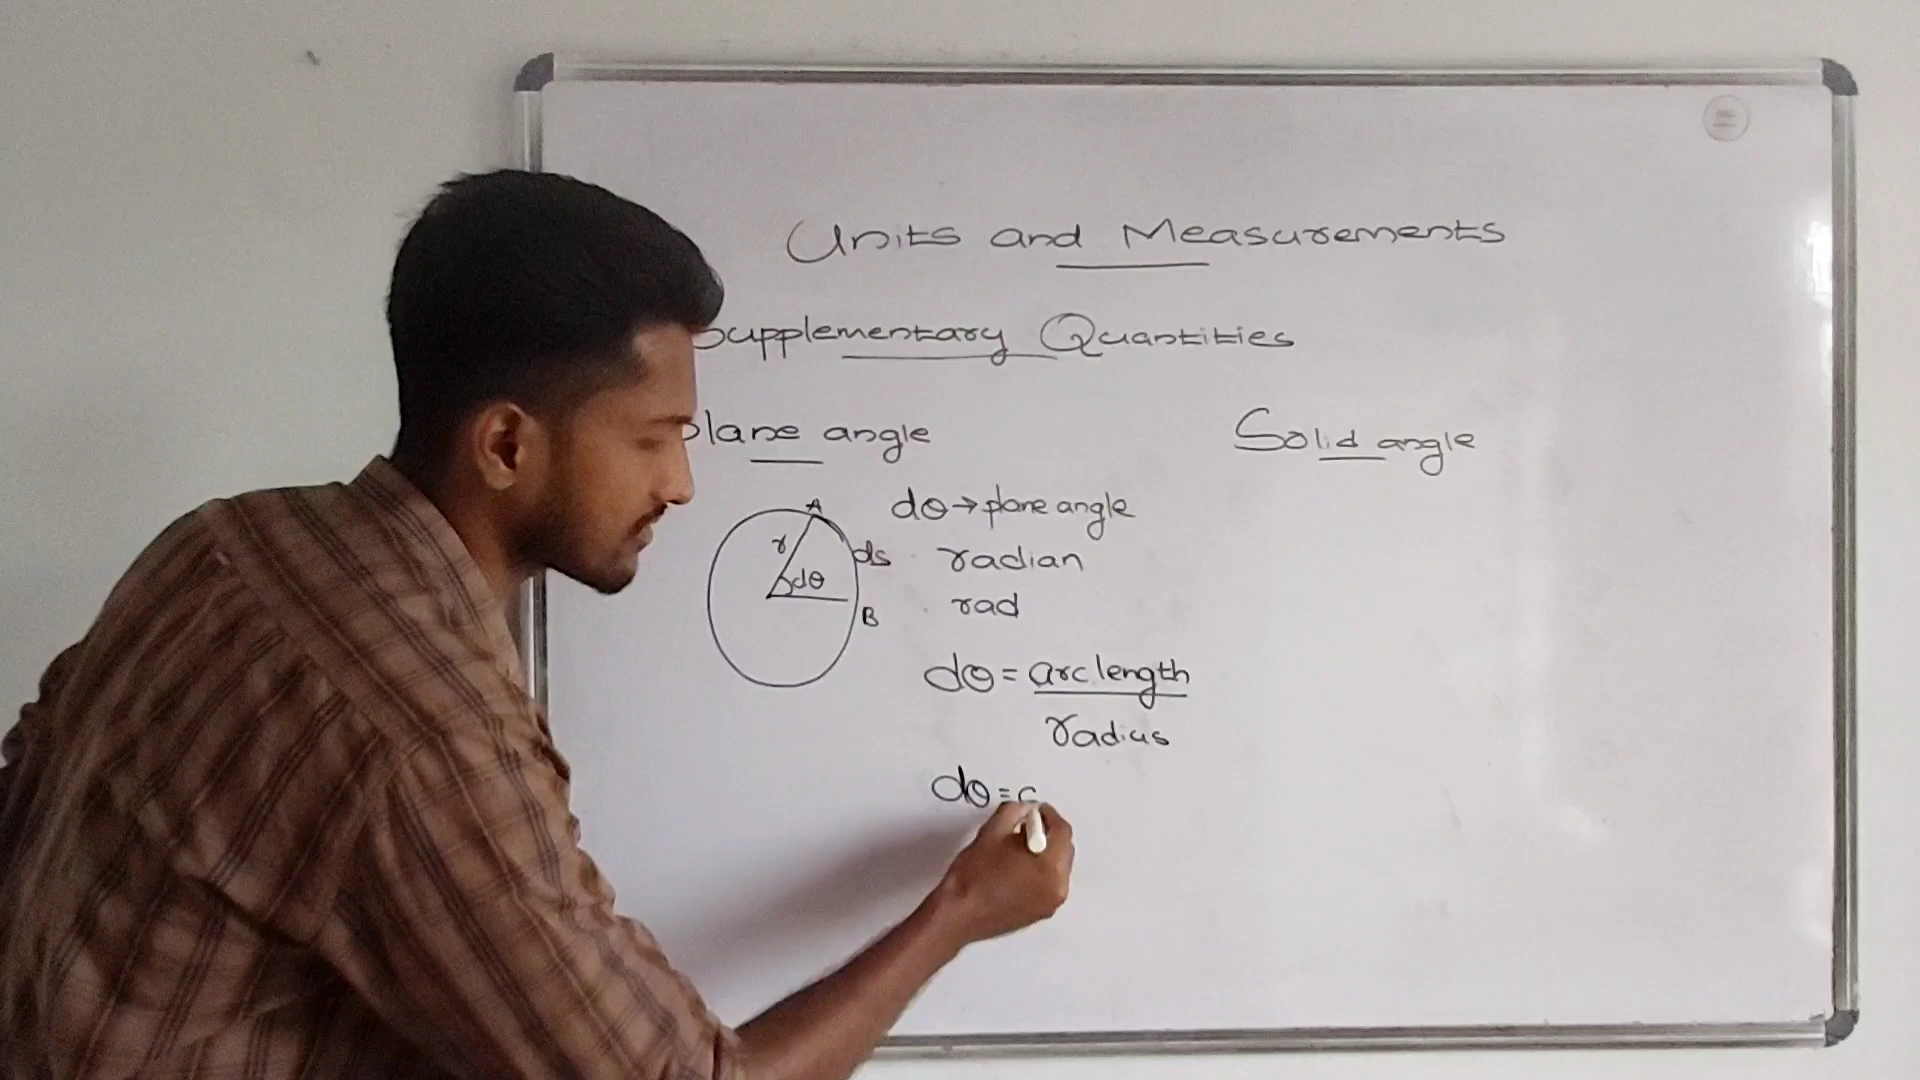 Units and Measurements
Supplementary Quantities
Plane angle
Solid angle
A
r
dθ
ds
B
dθ→plane angle
radian
rad
dθ = arc length
radius
dθ =